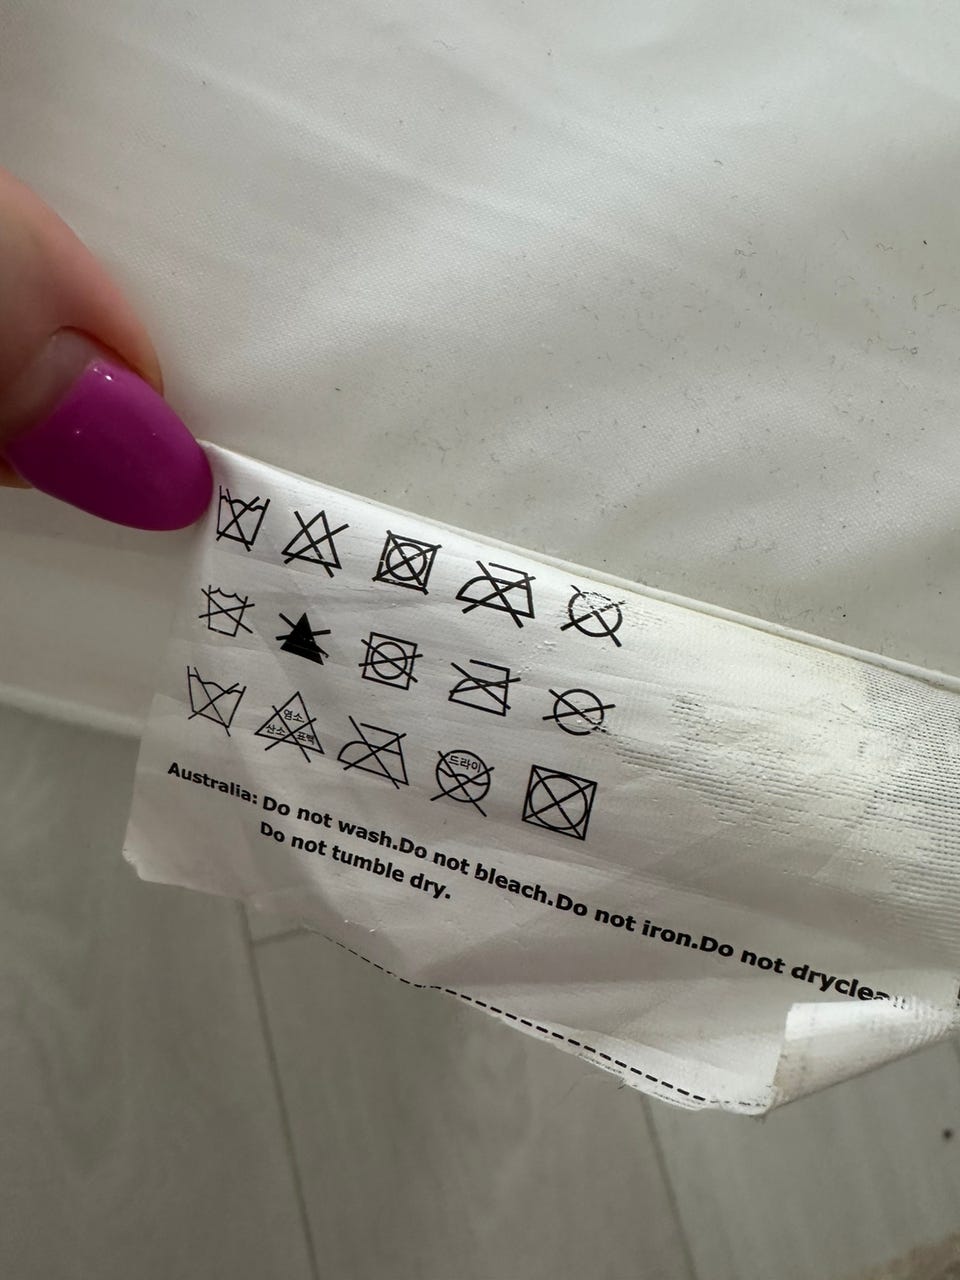 염소
산소 표백
드라이
Australia: Do not wash.Do not bleach.Do not iron.Do not
Do not tumble dry.